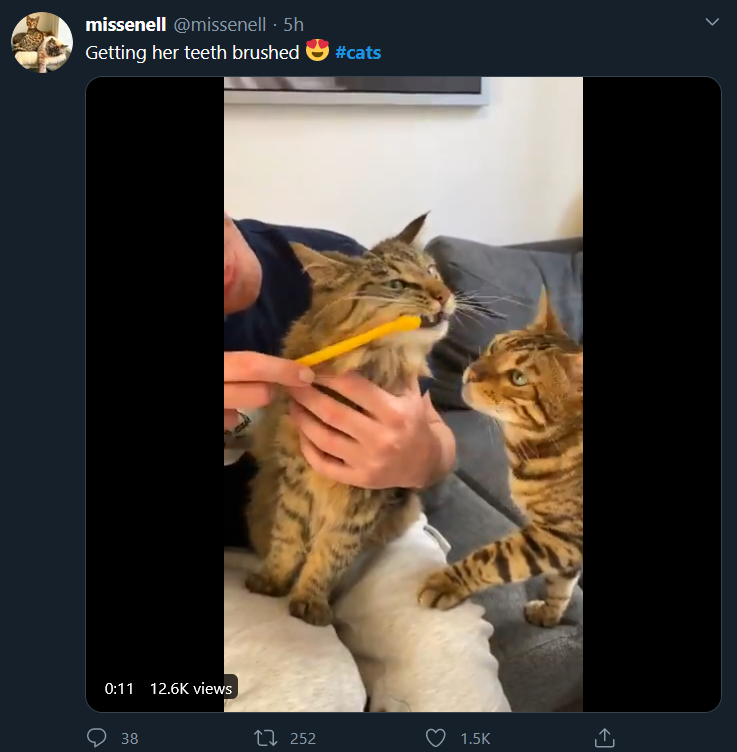 missenell @missenell · 5h
Getting her teeth brushed 😍 #cats
0:11 12.6K views
38 252 1.5K